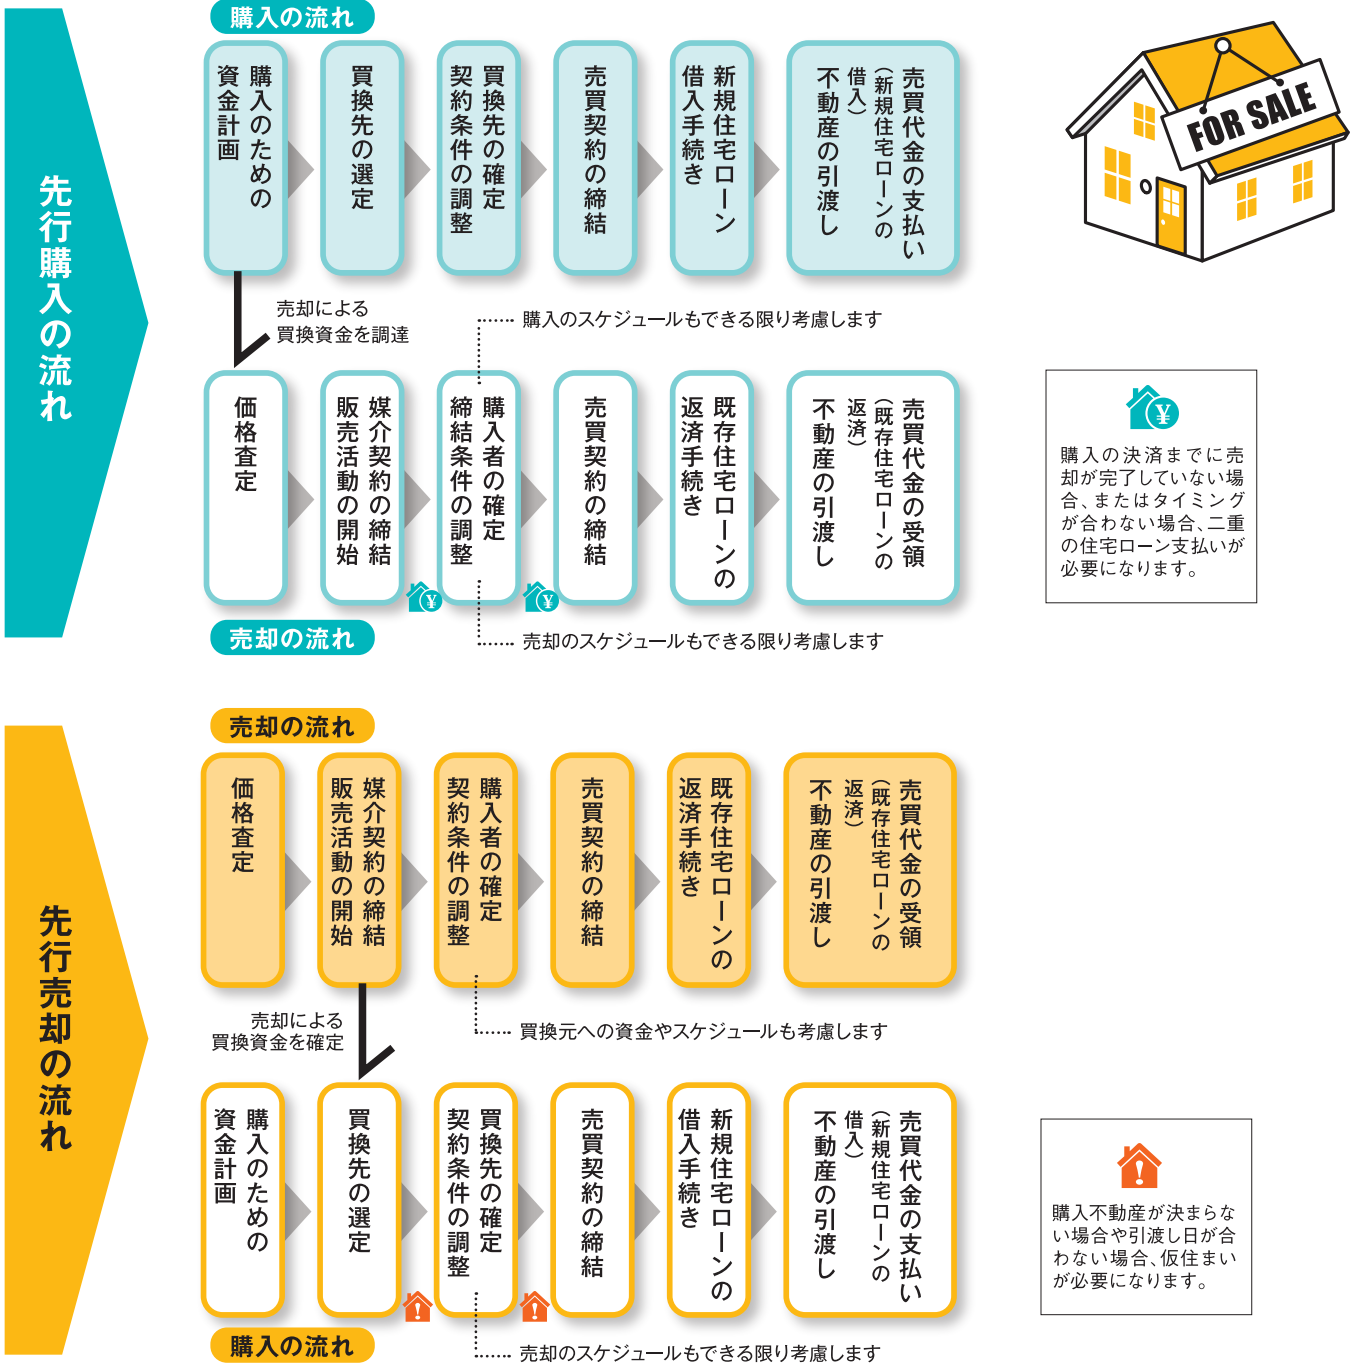 先行購入の流れ
購入の流れ
購入のための
資金計画
買換先の選定
買換先の確定
契約条件の調整
売買契約の締結
新規住宅ローン
借入手続き
売買代金の支払い
（新規住宅ローンの
借入）
不動産の引渡し
FOR SALE
売却による
買換資金を調達
購入のスケジュールもできる限り考慮します
価格査定
媒介契約の締結
販売活動の開始
購入者の確定
締結条件の調整
売買契約の締結
既存住宅ローンの
返済手続き
売買代金の受領
（既存住宅ローンの
返済）
不動産の引渡し
¥
¥
売却の流れ
売却のスケジュールもできる限り考慮します
¥
購入の決済までに売
却が完了していない場
合、またはタイミング
が合わない場合、二重
の住宅ローン支払いが
必要になります。
先行売却の流れ
売却の流れ
価格査定
媒介契約の締結
販売活動の開始
購入者の確定
契約条件の調整
売買契約の締結
既存住宅ローンの
返済手続き
売買代金の受領
（既存住宅ローンの
返済）
不動産の引渡し
売却による
買換資金を確定
買換元への資金やスケジュールも考慮します
購入のための
資金計画
買換先の選定
買換先の確定
契約条件の調整
売買契約の締結
新規住宅ローンの
借入手続き
売買代金の支払い
（新規住宅ローンの
借入）
不動産の引渡し
!
!
購入の流れ
売却のスケジュールもできる限り考慮します
!
購入不動産が決まらな
い場合や引渡し日が合
わない場合、仮住まい
が必要になります。